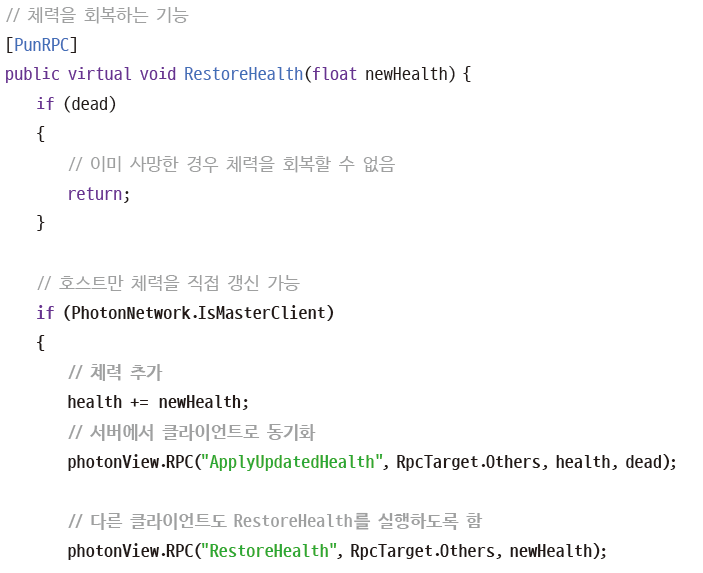 // 체력을 회복하는 기능
[PunRPC]
public virtual void RestoreHealth(float newHealth) {
if (dead)
{
// 이미 사망한 경우 체력을 회복할 수 없음
return;
}
// 호스트만 체력을 직접 갱신 가능
if (PhotonNetwork.IsMasterClient)
{
// 체력 추가
health += newHealth;
// 서버에서 클라이언트로 동기화
photonView.RPC("ApplyUpdatedHealth", RpcTarget.Others, health, dead);
// 다른 클라이언트도 RestoreHealth를 실행하도록 함
photonView.RPC("RestoreHealth", RpcTarget.Others, newHealth);